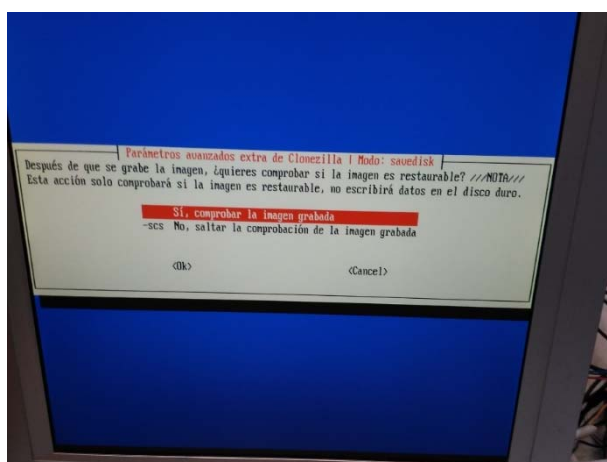 Parámetros avanzados extra de Clonezilla | Modo: savedisk
Después de que se grabe la imagen, ¿quieres comprobar si la imagen es restaurable? ///NOTA///
Esta acción solo comprobará si la imagen es restaurable, no escribirá datos en el disco duro.
Sí, comprobar la imagen grabada
-scs No, saltar la comprobación de la imagen grabada
<Ok> <Cancel>